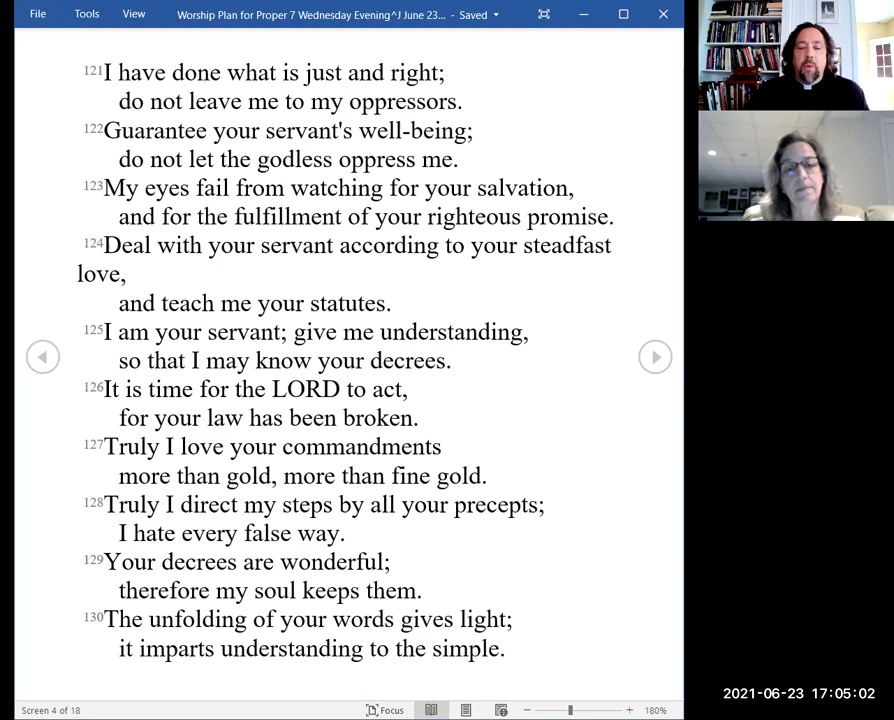 File Tools View Worship Plan for Proper 7 Wednesday Evening^J June 23... - Saved
121I have done what is just and right;
do not leave me to my oppressors.
122Guarantee your servant's well-being;
do not let the godless oppress me.
123My eyes fail from watching for your salvation,
and for the fulfillment of your righteous promise.
124Deal with your servant according to your steadfast
love,
and teach me your statutes.
125I am your servant; give me understanding,
so that I may know your decrees.
126It is time for the LORD to act,
for your law has been broken.
127Truly I love your commandments
more than gold, more than fine gold.
128Truly I direct my steps by all your precepts;
I hate every false way.
129Your decrees are wonderful;
therefore my soul keeps them.
130The unfolding of your words gives light;
it imparts understanding to the simple.
Screen 4 of 18 Focus 180%
2021-06-23 17:05:02